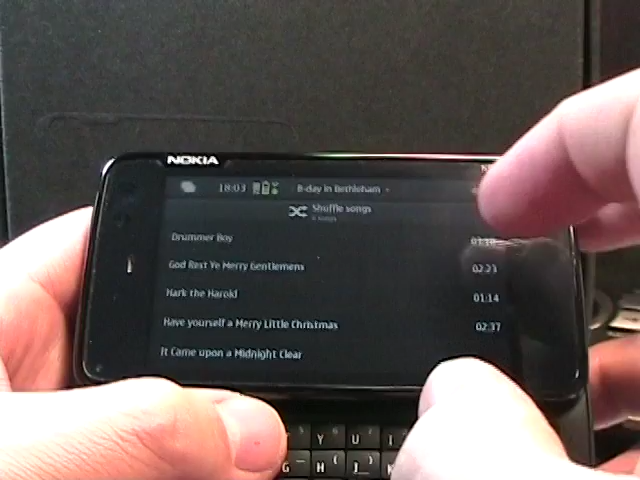 NOKIA
18:03 B-day in Bethleham
Shuffle songs
Drummer Boy
God Rest Ye Merry Gentlemens 02:23
Hark the Harold 01:14
Have yourself a Merry Little Christmas 02:37
It Came upon a Midnight Clear
Y U I
G H J